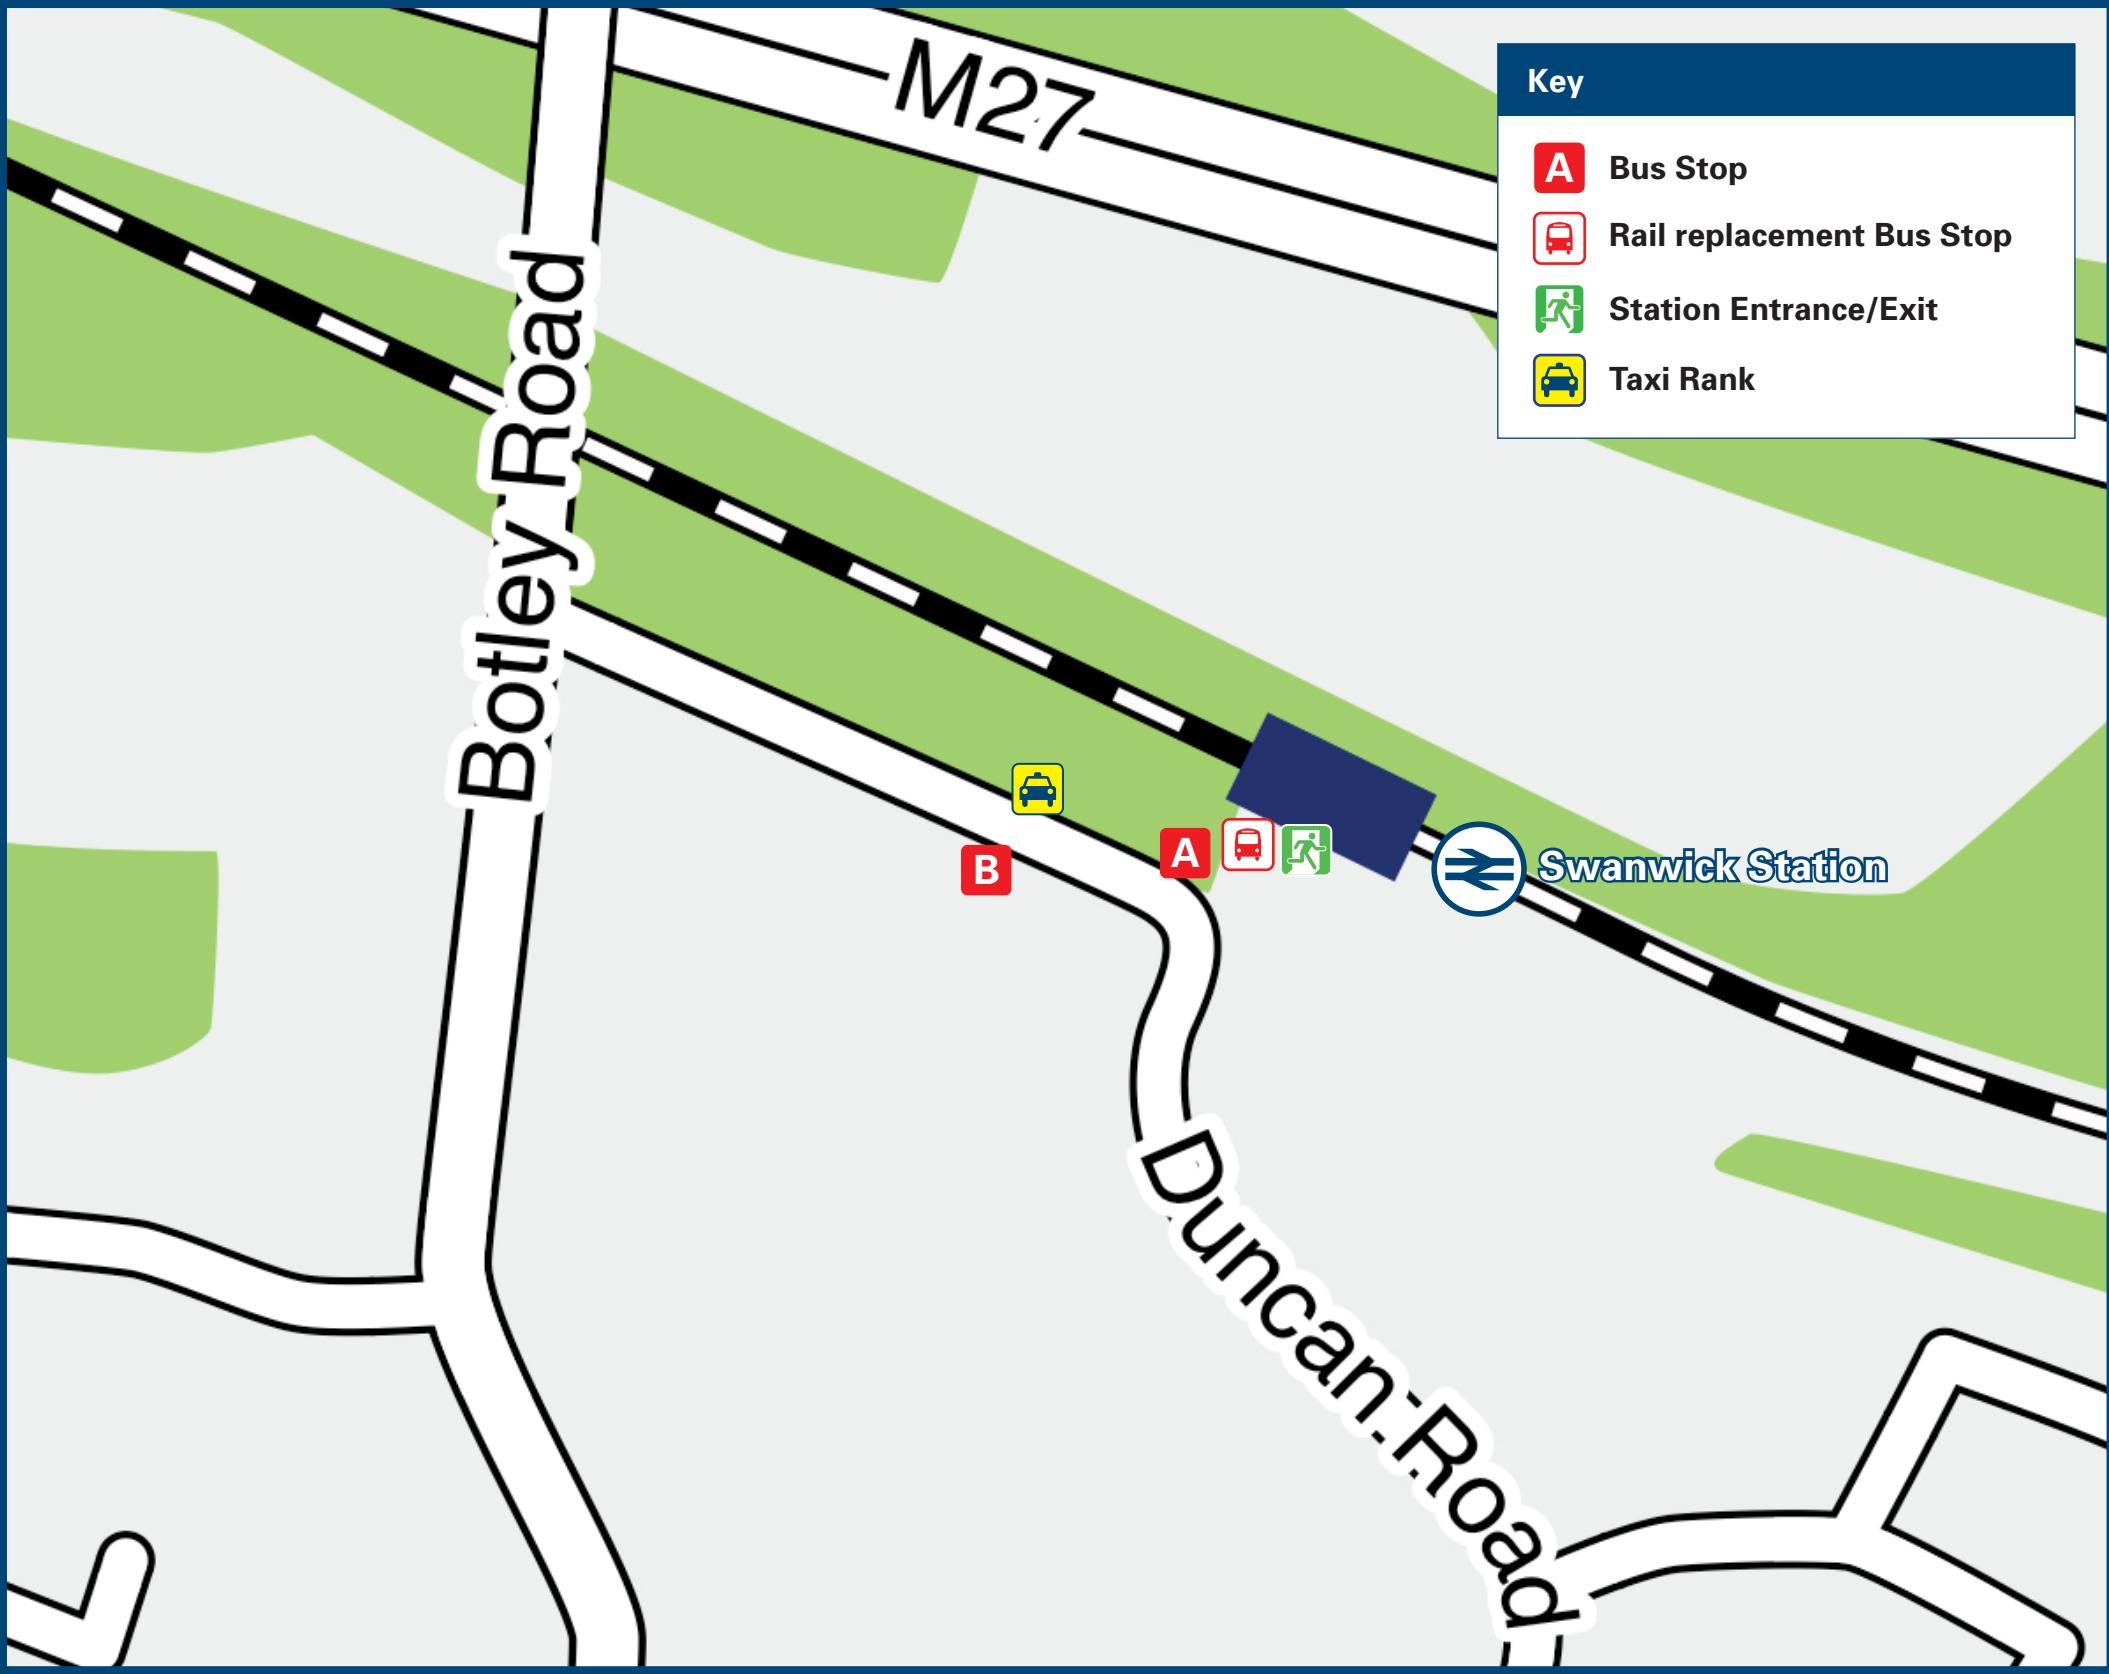 M27
Key
A Bus Stop
Rail replacement Bus Stop
Station Entrance/Exit
Taxi Rank
Botley Road
A
B
Swanwick Station
Duncan Road